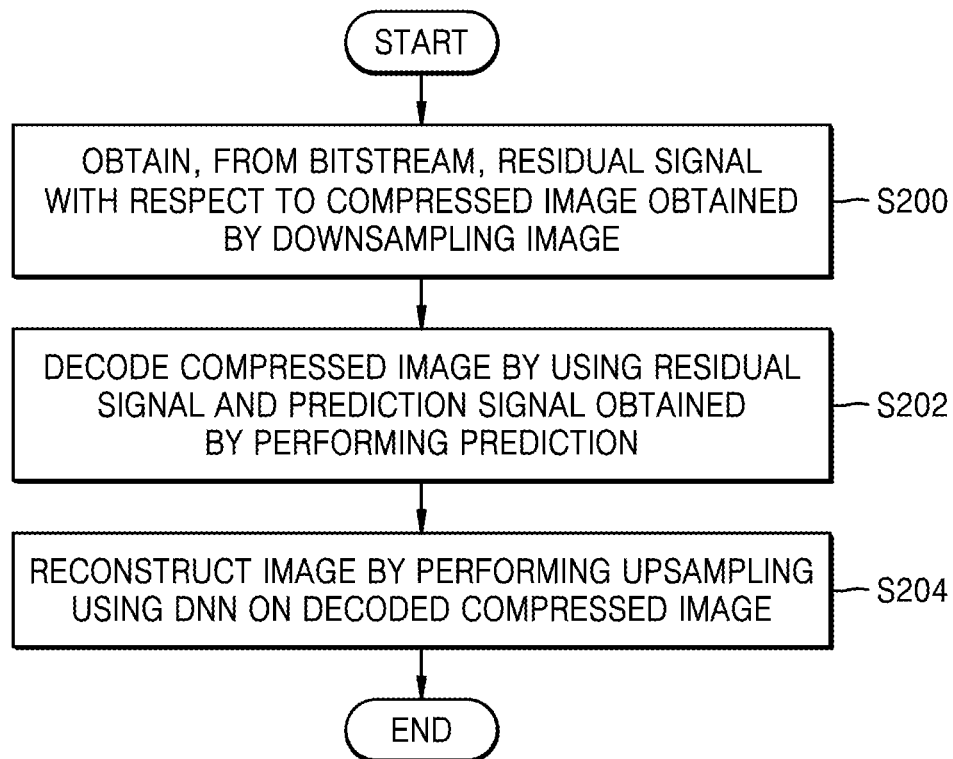 START
OBTAIN, FROM BITSTREAM, RESIDUAL SIGNAL
WITH RESPECT TO COMPRESSED IMAGE OBTAINED
BY DOWNSAMPLING IMAGE
S200
DECODE COMPRESSED IMAGE BY USING RESIDUAL
SIGNAL AND PREDICTION SIGNAL OBTAINED
BY PERFORMING PREDICTION
S202
RECONSTRUCT IMAGE BY PERFORMING UPSAMPLING
USING DNN ON DECODED COMPRESSED IMAGE
S204
END